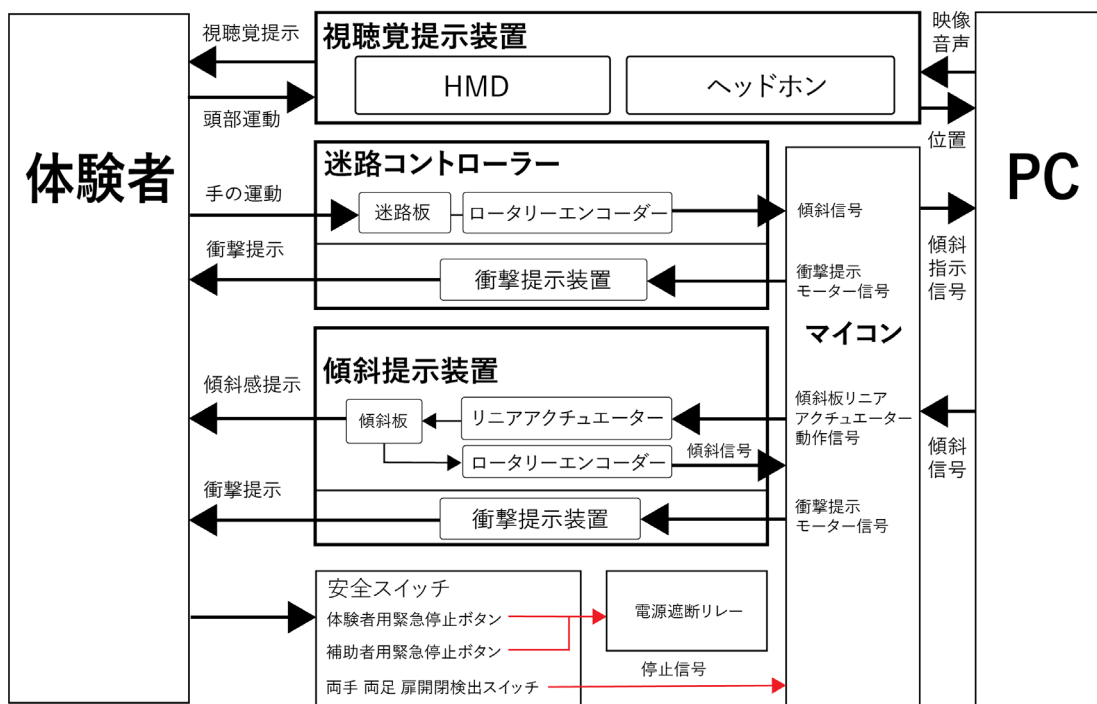 体験者
視聴覚提示
頭部運動
視聴覚提示装置
HMD
ヘッドホン
映像
音声
位置
PC
迷路コントローラー
手の運動
迷路板
ロータリーエンコーダー
傾斜信号
衝撃提示
衝撃提示装置
衝撃提示
モーター信号
傾斜
指示
信号
マイコン
傾斜提示装置
傾斜感提示
傾斜板
リニアアクチュエーター
傾斜板リニア
アクチュエーター
動作信号
ロータリーエンコーダー
傾斜信号
傾斜
信号
衝撃提示
衝撃提示装置
衝撃提示
モーター信号
安全スイッチ
体験者用緊急停止ボタン
補助者用緊急停止ボタン
両手 両足 扉開閉検出スイッチ
電源遮断リレー
停止信号